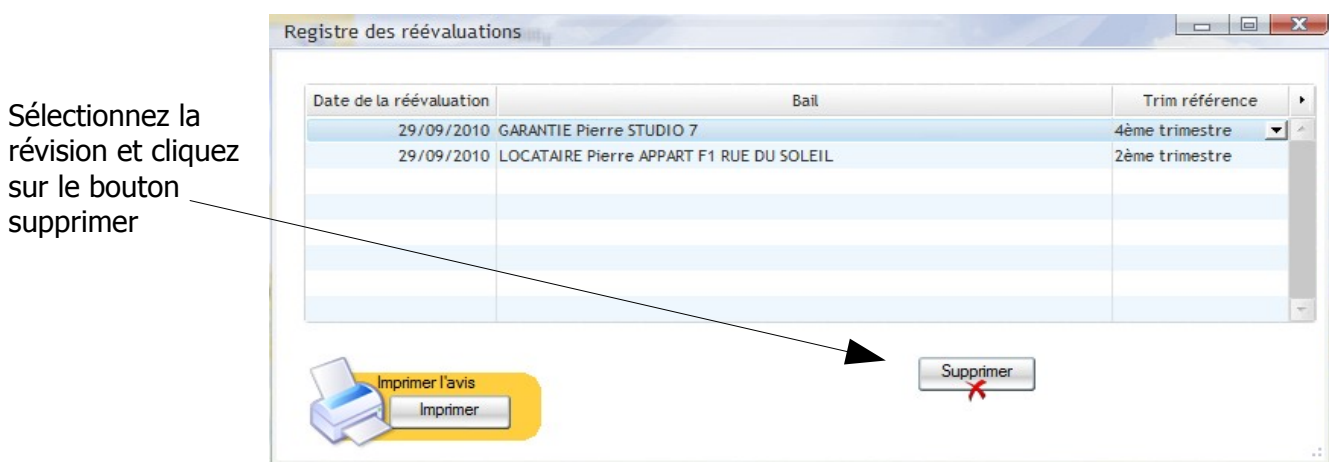 Registre des réévaluations
Sélectionnez la
révision et cliquez
sur le bouton
supprimer
Date de la réévaluation Bail Trim référence
29/09/2010 GARANTIE Pierre STUDIO 7 4ème trimestre
29/09/2010 LOCATAIRE Pierre APPART F1 RUE DU SOLEIL 2ème trimestre
Imprimer l'avis
Imprimer
Supprimer